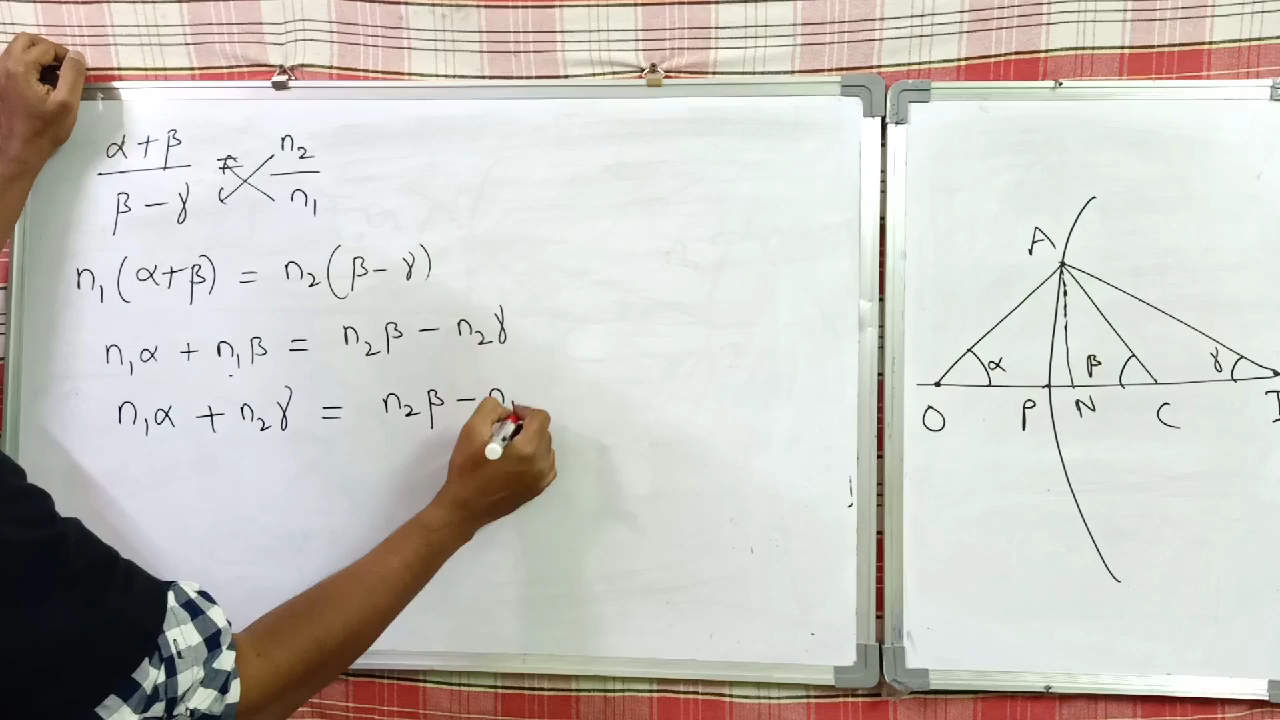 α + β / β − γ = n₂ / n₁
n₁(α+β) = n₂(β − γ)
n₁α + n₁β = n₂β − n₂γ
n₁α + n₂γ = n₂β − n₁
A
α β γ
O P N C I